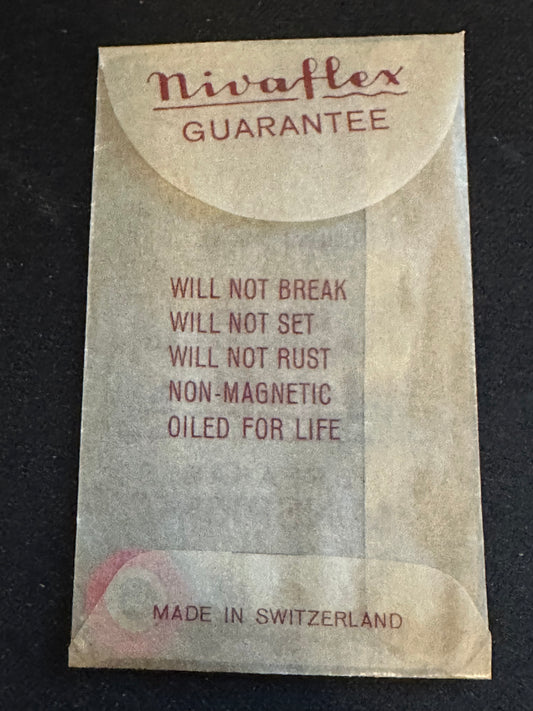 Nivaflex
GUARANTEE
WILL NOT BREAK
WILL NOT SET
WILL NOT RUST
NON-MAGNETIC
OILED FOR LIFE
MADE IN SWITZERLAND